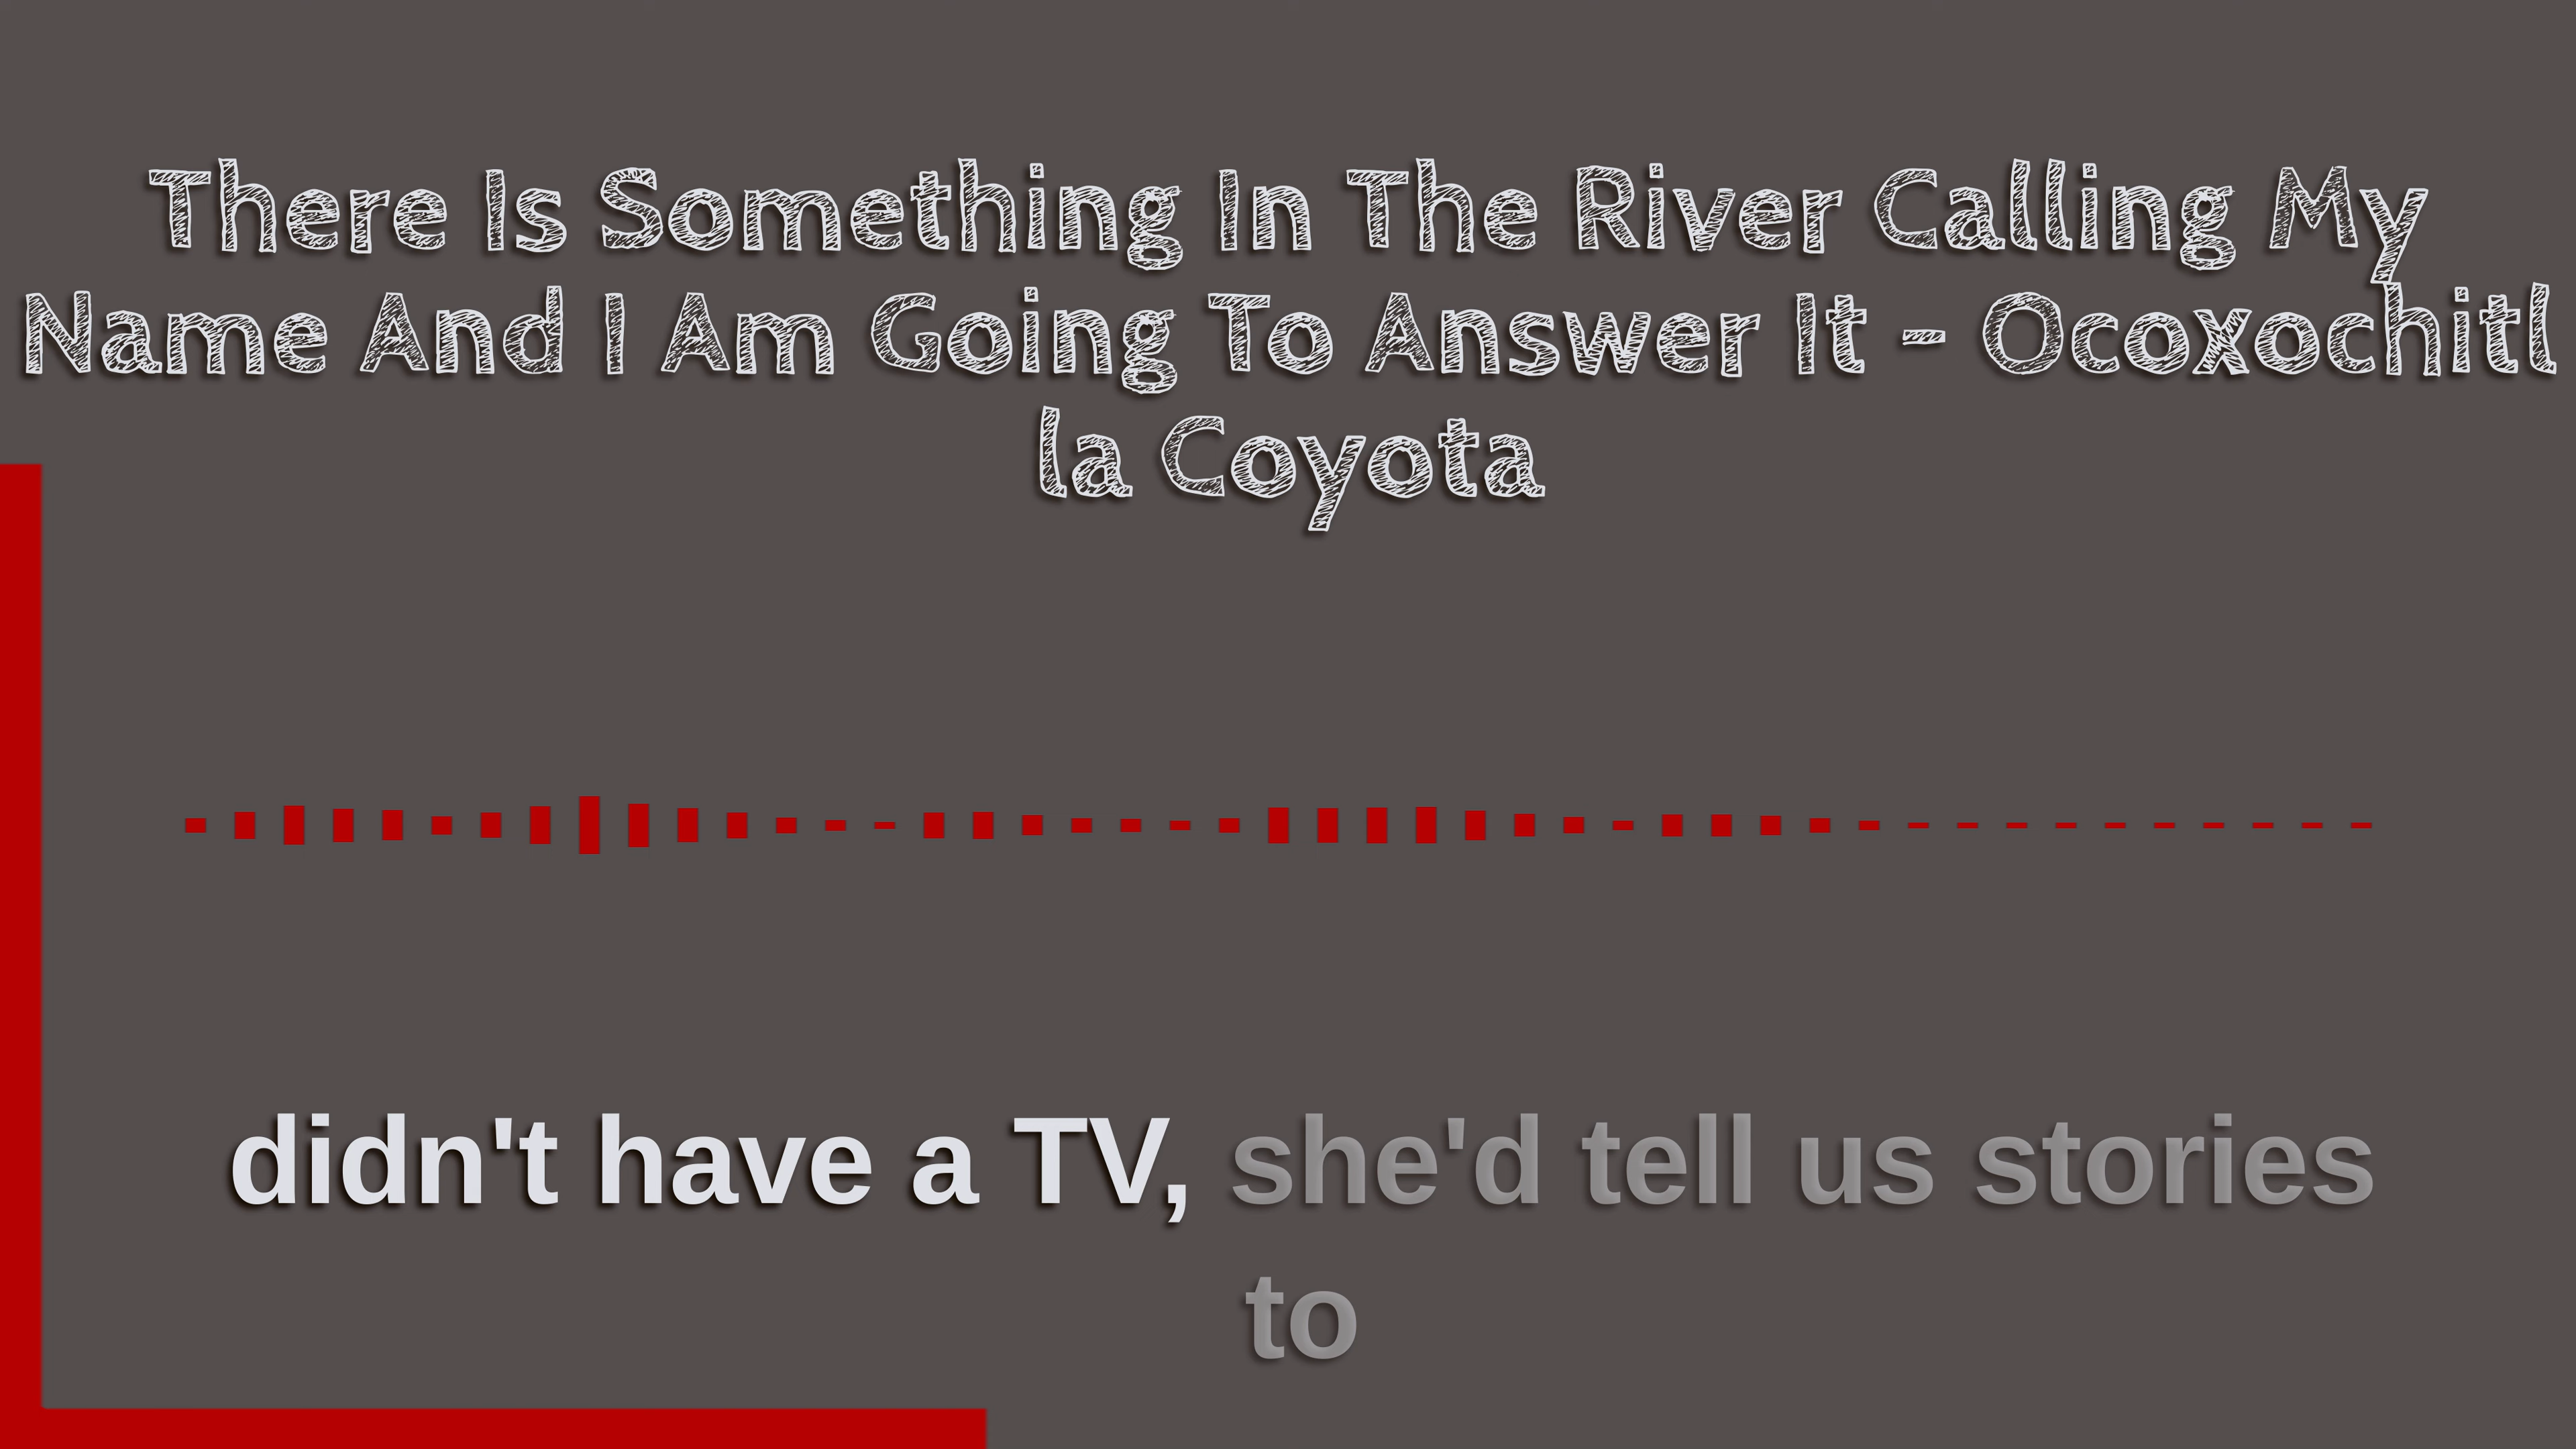 There Is Something In The River Calling My
Name And I Am Going To Answer It - Ocoxochitl
la Coyota
didn't have a TV, she'd tell us stories
to